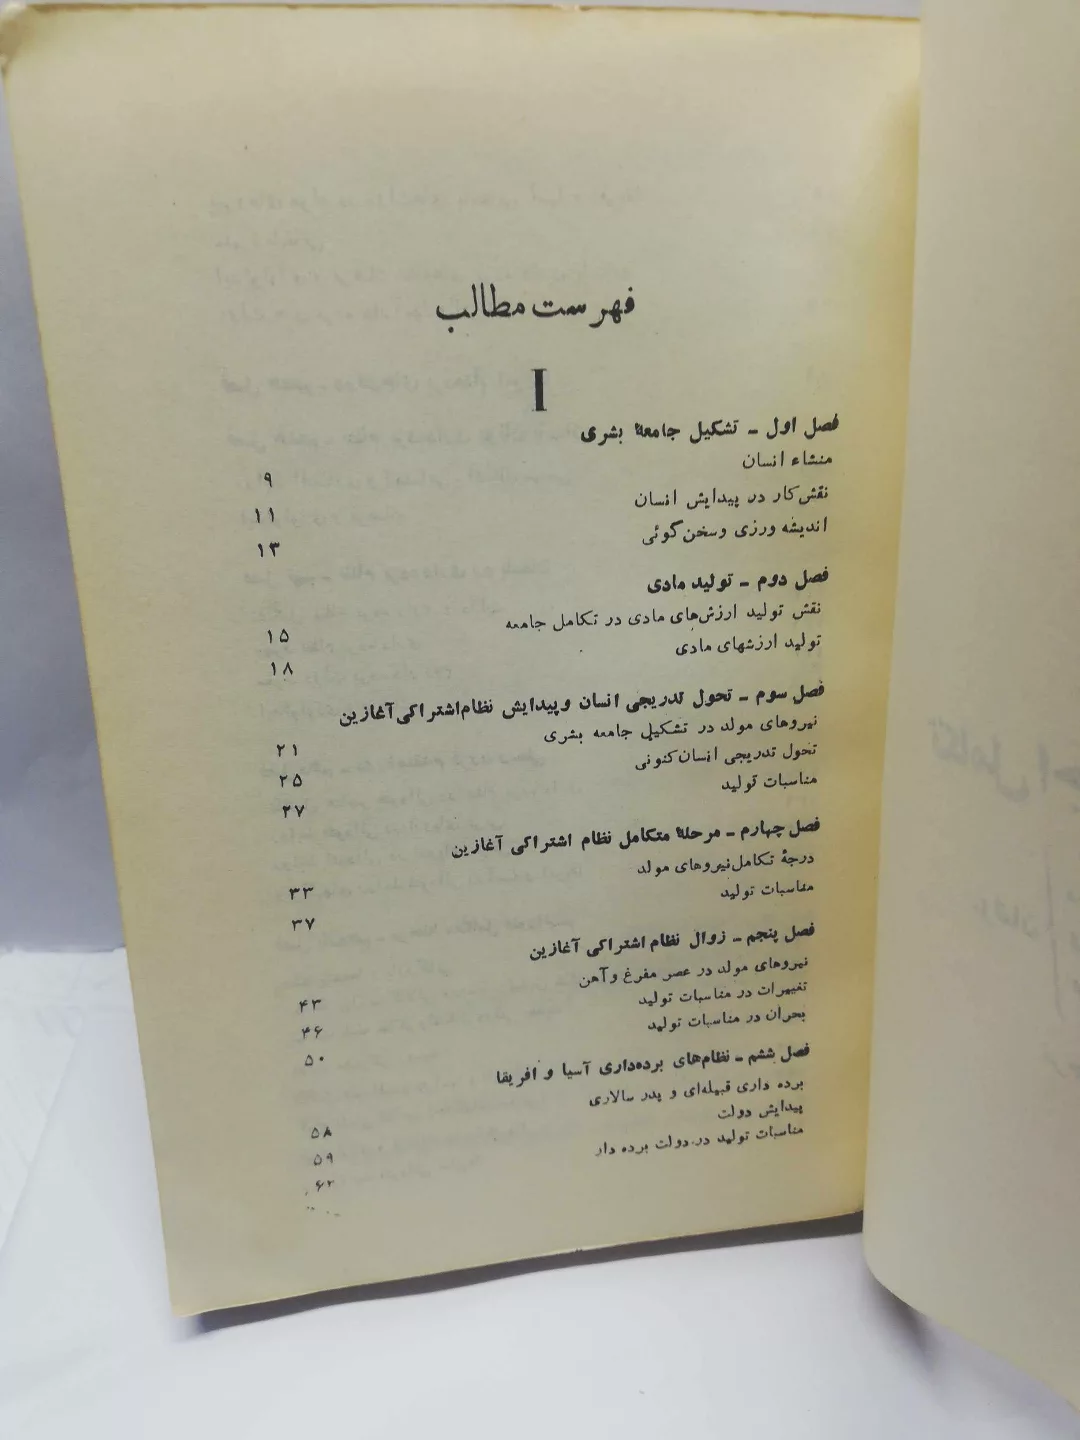 فهرست مطالب
I
فصل اول - تشکیل جامعهٔ بشری
منشاء انسان ۹
نقش کار در پیدایش انسان ۱۱
اندیشه ورزی و سخن گوئی ۱۳
فصل دوم - تولید مادی
نقش تولید ارزش‌های مادی در تکامل جامعه ۱۵
تولید ارزشهای مادی ۱۸
فصل سوم - تحول تدریجی انسان و پیدایش نظام اشتراکی آغازین
نیروهای مولد در تشکیل جامعه بشری ۲۱
تحول تدریجی انسان کنونی ۲۵
مناسبات تولید ۲۷
فصل چهارم - مرحلهٔ متکامل نظام اشتراکی آغازین
درجهٔ تکامل نیروهای مولد ۳۳
مناسبات تولید ۳۷
فصل پنجم - زوال نظام اشتراکی آغازین
نیروهای مولد در عصر مفرغ و آهن ۴۳
تغییرات در مناسبات تولید ۴۶
بحران در مناسبات تولید ۵۰
فصل ششم - نظام‌های برده‌داری آسیا و افریقا
برده داری قبیله‌ای و پدر سالاری ۵۸
پیدایش دولت ۵۹
مناسبات تولید در دولت برده دار ۶۲
تکامل